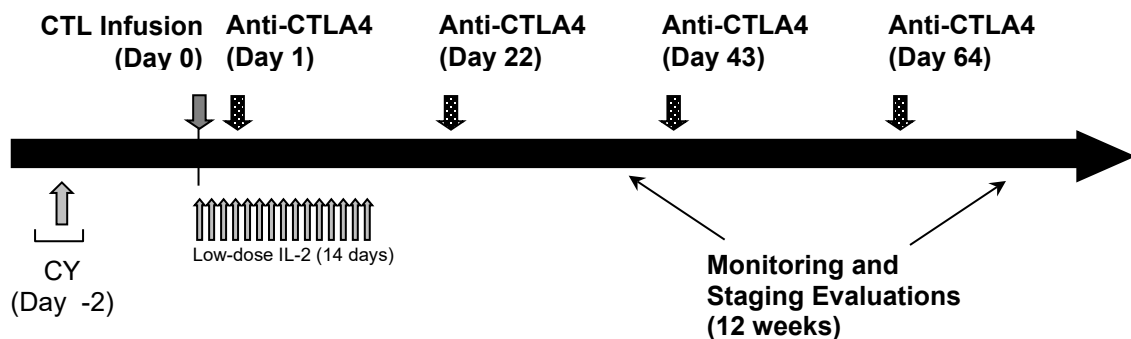 CTL Infusion
(Day 0)
Anti-CTLA4
(Day 1)
Anti-CTLA4
(Day 22)
Anti-CTLA4
(Day 43)
Anti-CTLA4
(Day 64)
Low-dose IL-2 (14 days)
CY
(Day -2)
Monitoring and
Staging Evaluations
(12 weeks)